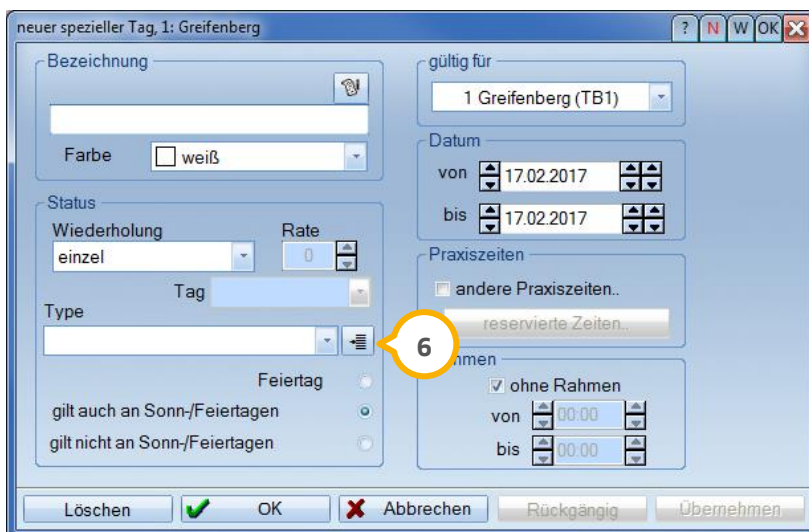 neuer spezieller Tag, 1: Greifenberg
? N W OK
Bezeichnung
Farbe weiß
Status
Wiederholung Rate
einzel 0
Tag
Type
Feiertag
gilt auch an Sonn-/Feiertagen
gilt nicht an Sonn-/Feiertagen
gültig für
1 Greifenberg (TB1)
Datum
von 17.02.2017
bis 17.02.2017
Praxiszeiten
andere Praxiszeiten..
reservierte Zeiten..
6
ohne Rahmen
von 00:00
bis 00:00
Löschen OK Abbrechen Rückgängig Übernehmen